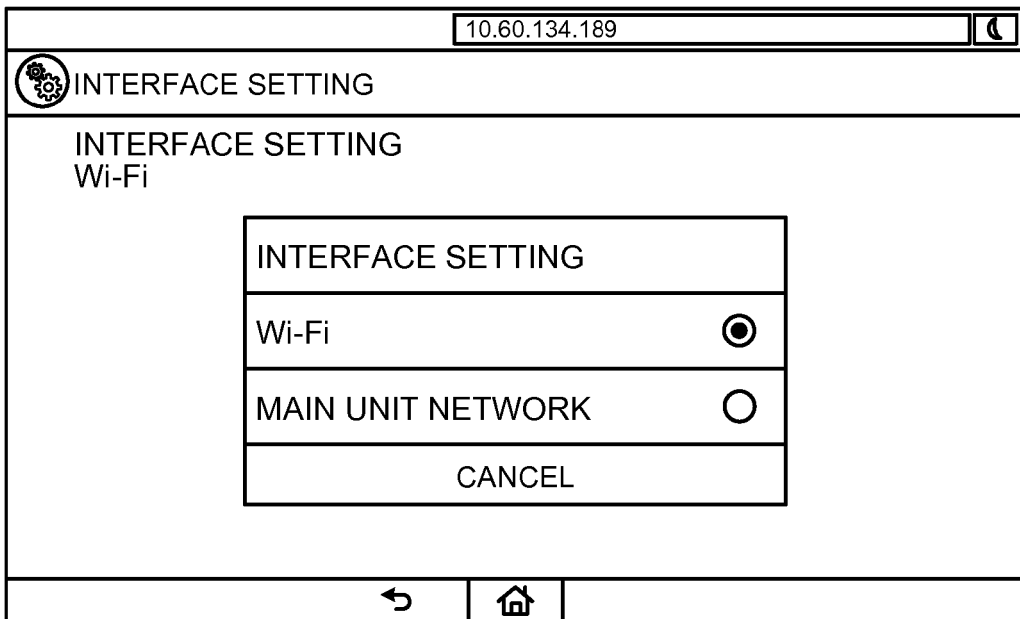 10.60.134.189
INTERFACE SETTING
INTERFACE SETTING
Wi-Fi
INTERFACE SETTING
Wi-Fi
MAIN UNIT NETWORK
CANCEL